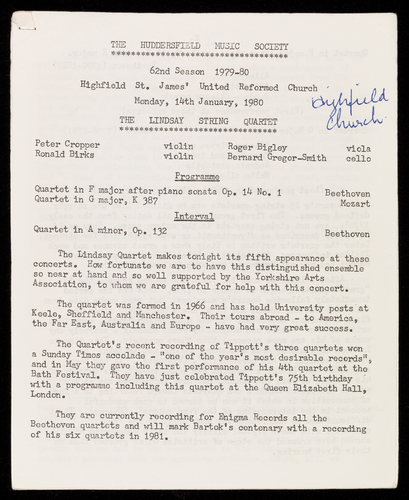 THE HUDDERSFIELD MUSIC SOCIETY
************************************
62nd Season 1979-80
Highfield St. James' United Reformed Church
Monday, 14th January, 1980
Highfield
Church
THE LINDSAY STRING QUARTET
************************************
Peter Cropper violin Roger Bigley viola
Ronald Birks violin Bernard Gregor-Smith cello
Programme
Quartet in F major after piano sonata Op. 14 No. 1 Beethoven
Quartet in G major, K 387 Mozart
Interval
Quartet in A minor, Op. 132 Beethoven
The Lindsay Quartet makes tonight its fifth appearance at these
concerts. How fortunate we are to have this distinguished ensemble
so near at hand and so well supported by the Yorkshire Arts
Association, to whom we are grateful for help with this concert.
The quartet was formed in 1966 and has held University posts at
Keele, Sheffield and Manchester. Their tours abroad - to America,
the Far East, Australia and Europe - have had very great success.
The Quartet's recent recording of Tippett's three quartets won
a Sunday Times accolade - "one of the year's most desirable records",
and in May they gave the first performance of his 4th quartet at the
Bath Festival. They have just celebrated Tippett's 75th birthday
with a programme including this quartet at the Queen Elizabeth Hall,
London.
They are currently recording for Enigma Records all the
Beethoven quartets and will mark Bartok's centenary with a recording
of his six quartets in 1981.